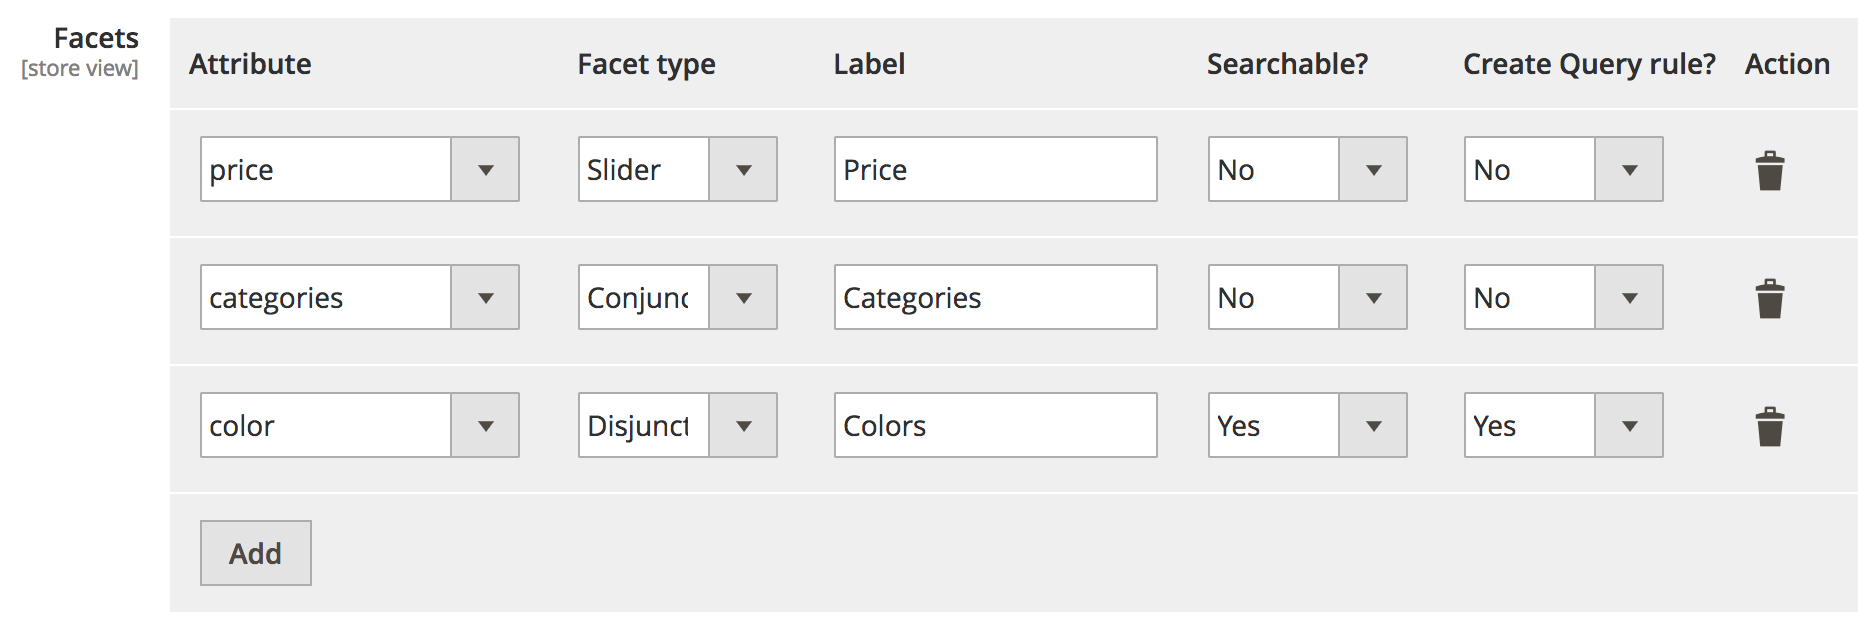 Facets
[store view]
Attribute Facet type Label Searchable? Create Query rule? Action
price Slider Price No No
categories Conjunc Categories No No
color Disjunct Colors Yes Yes
Add